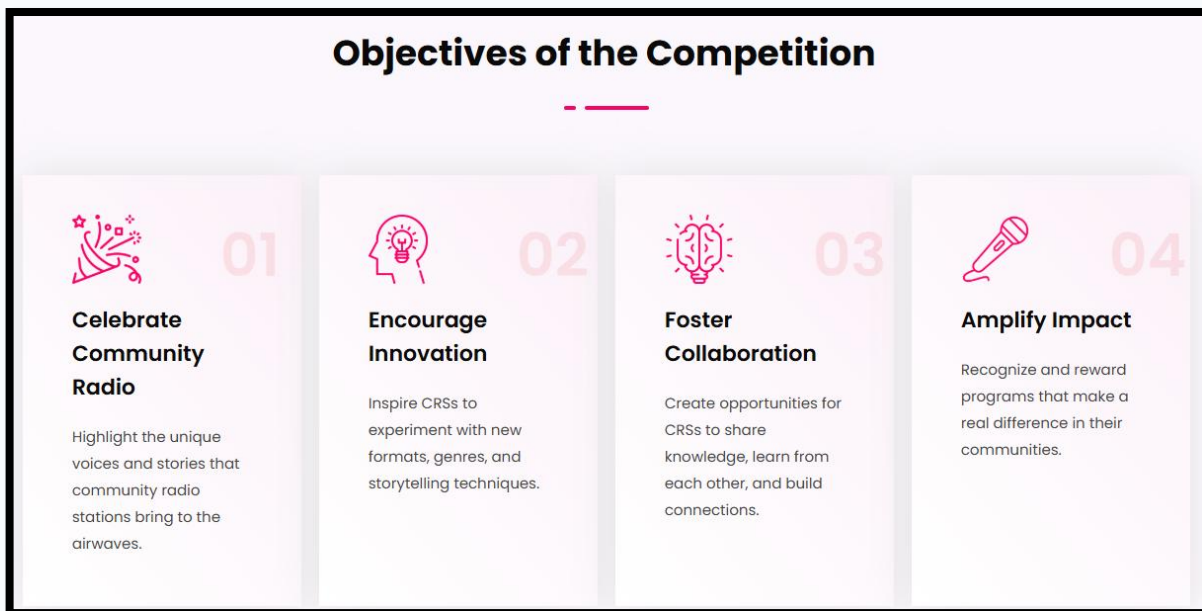 Objectives of the Competition
01
Celebrate
Community
Radio
Highlight the unique
voices and stories that
community radio
stations bring to the
airwaves.
02
Encourage
Innovation
Inspire CRSs to
experiment with new
formats, genres, and
storytelling techniques.
03
Foster
Collaboration
Create opportunities for
CRSs to share
knowledge, learn from
each other, and build
connections.
04
Amplify Impact
Recognize and reward
programs that make a
real difference in their
communities.